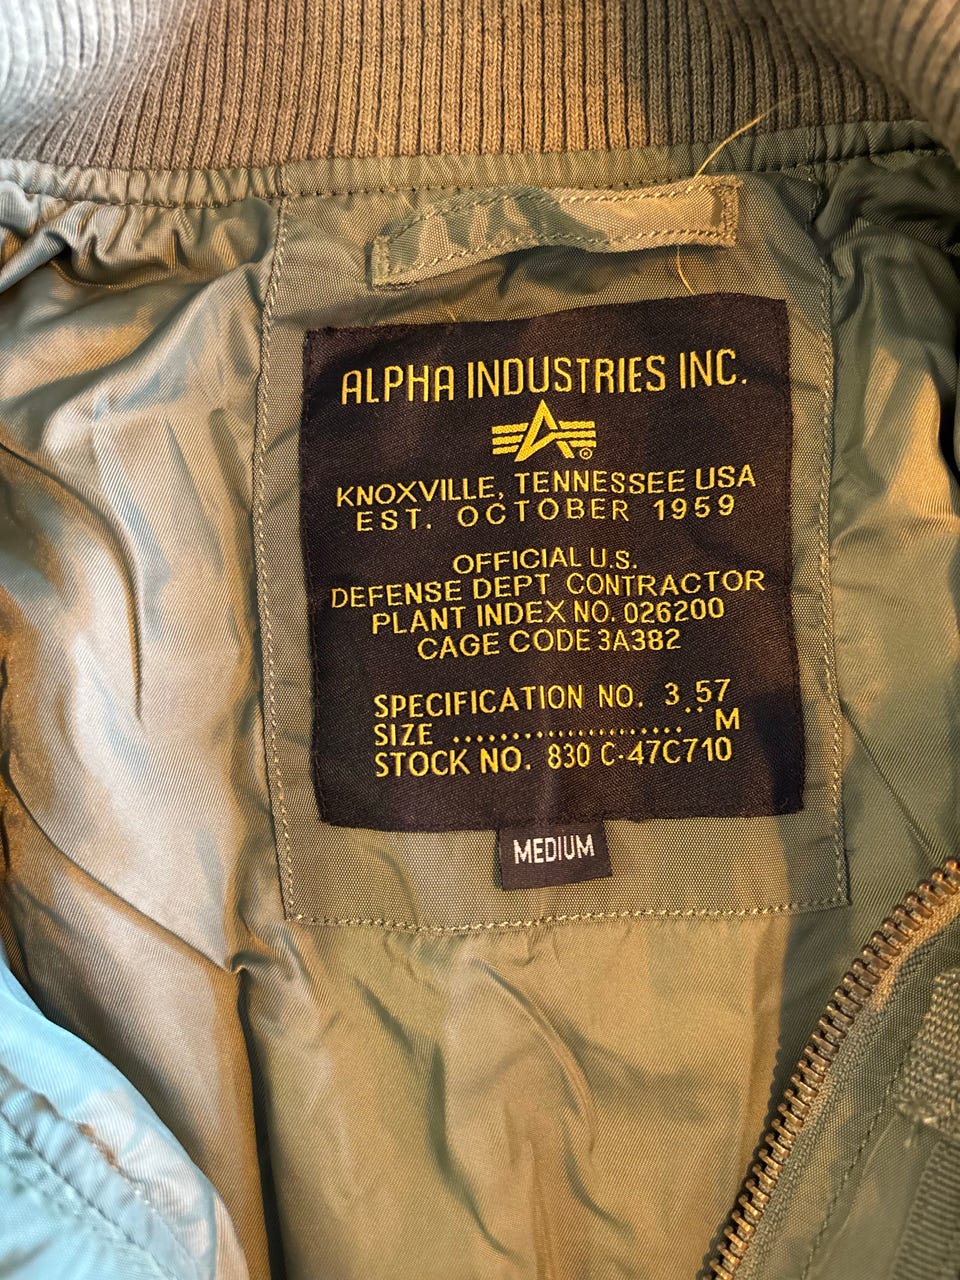 ALPHA INDUSTRIES INC.
®
KNOXVILLE, TENNESSEE USA
EST. OCTOBER 1959
OFFICIAL U.S.
DEFENSE DEPT CONTRACTOR
PLANT INDEX NO. 026200
CAGE CODE 3A382
SPECIFICATION NO. 3.57
SIZE .................... M
STOCK NO. 830 C-47C710
MEDIUM